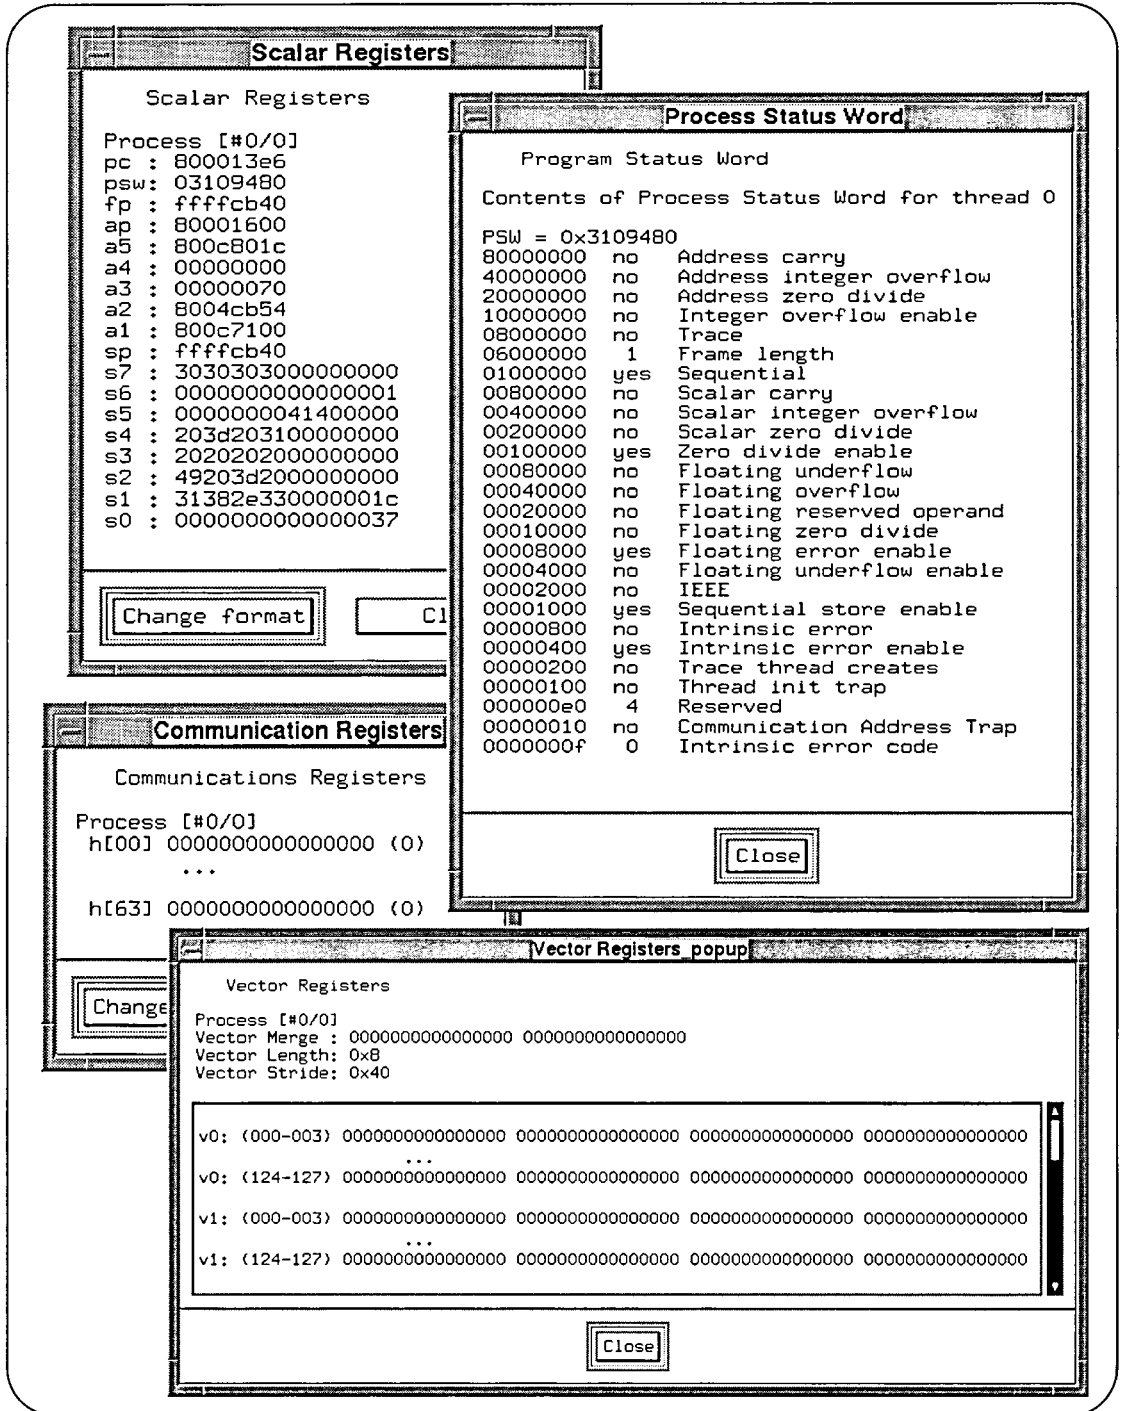 Scalar Registers
Scalar Registers
Process [#0/0]
pc : 800013e6
psw: 03109480
fp : ffffcb40
ap : 80001600
a5 : 800c801c
a4 : 00000000
a3 : 00000070
a2 : 8004cb54
a1 : 800c7100
sp : ffffcb40
s7 : 3030303000000000
s6 : 0000000000000001
s5 : 0000000041400000
s4 : 203d203100000000
s3 : 2020202000000000
s2 : 49203d2000000000
s1 : 31382e330000001c
s0 : 0000000000000037
Change format
Cl
Process Status Word
Program Status Word
Contents of Process Status Word for thread 0
PSW = 0x3109480
80000000 no Address carry
40000000 no Address integer overflow
20000000 no Address zero divide
10000000 no Integer overflow enable
08000000 no Trace
06000000 1 Frame length
01000000 yes Sequential
00800000 no Scalar carry
00400000 no Scalar integer overflow
00200000 no Scalar zero divide
00100000 yes Zero divide enable
00080000 no Floating underflow
00040000 no Floating overflow
00020000 no Floating reserved operand
00010000 no Floating zero divide
00008000 yes Floating error enable
00004000 no Floating underflow enable
00002000 no IEEE
00001000 yes Sequential store enable
00000800 no Intrinsic error
00000400 yes Intrinsic error enable
00000200 no Trace thread creates
00000100 no Thread init trap
000000e0 4 Reserved
00000010 no Communication Address Trap
0000000f 0 Intrinsic error code
Close
Communication Registers
Communications Registers
Process [#0/0]
h[00] 0000000000000000 (0)
...
h[63] 0000000000000000 (0)
Change
Vector Registers_popup
Vector Registers
Process [#0/0]
Vector Merge : 0000000000000000 0000000000000000
Vector Length: 0x8
Vector Stride: 0x40
v0: (000-003) 0000000000000000 0000000000000000 0000000000000000 0000000000000000
...
v0: (124-127) 0000000000000000 0000000000000000 0000000000000000 0000000000000000
v1: (000-003) 0000000000000000 0000000000000000 0000000000000000 0000000000000000
...
v1: (124-127) 0000000000000000 0000000000000000 0000000000000000 0000000000000000
Close